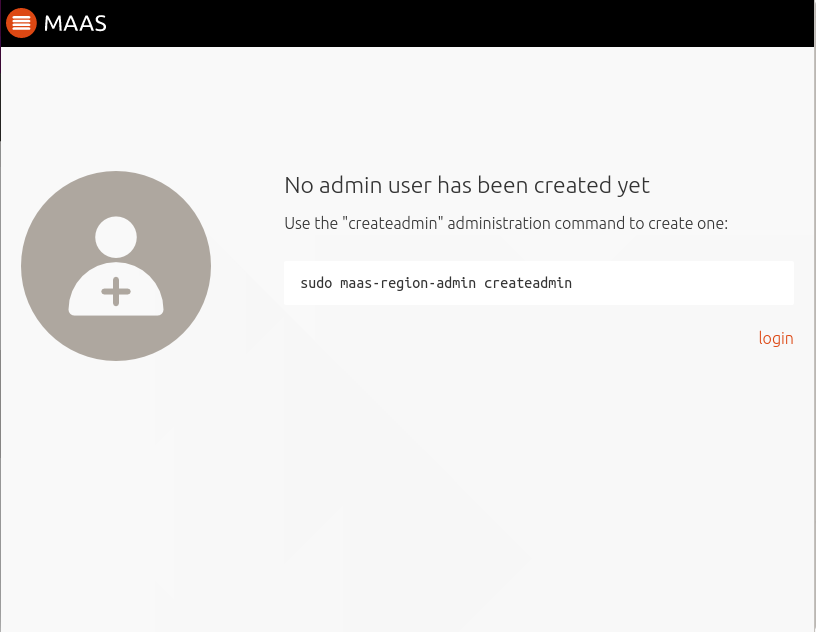 MAAS
No admin user has been created yet
Use the "createadmin" administration command to create one:
sudo maas-region-admin createadmin
login